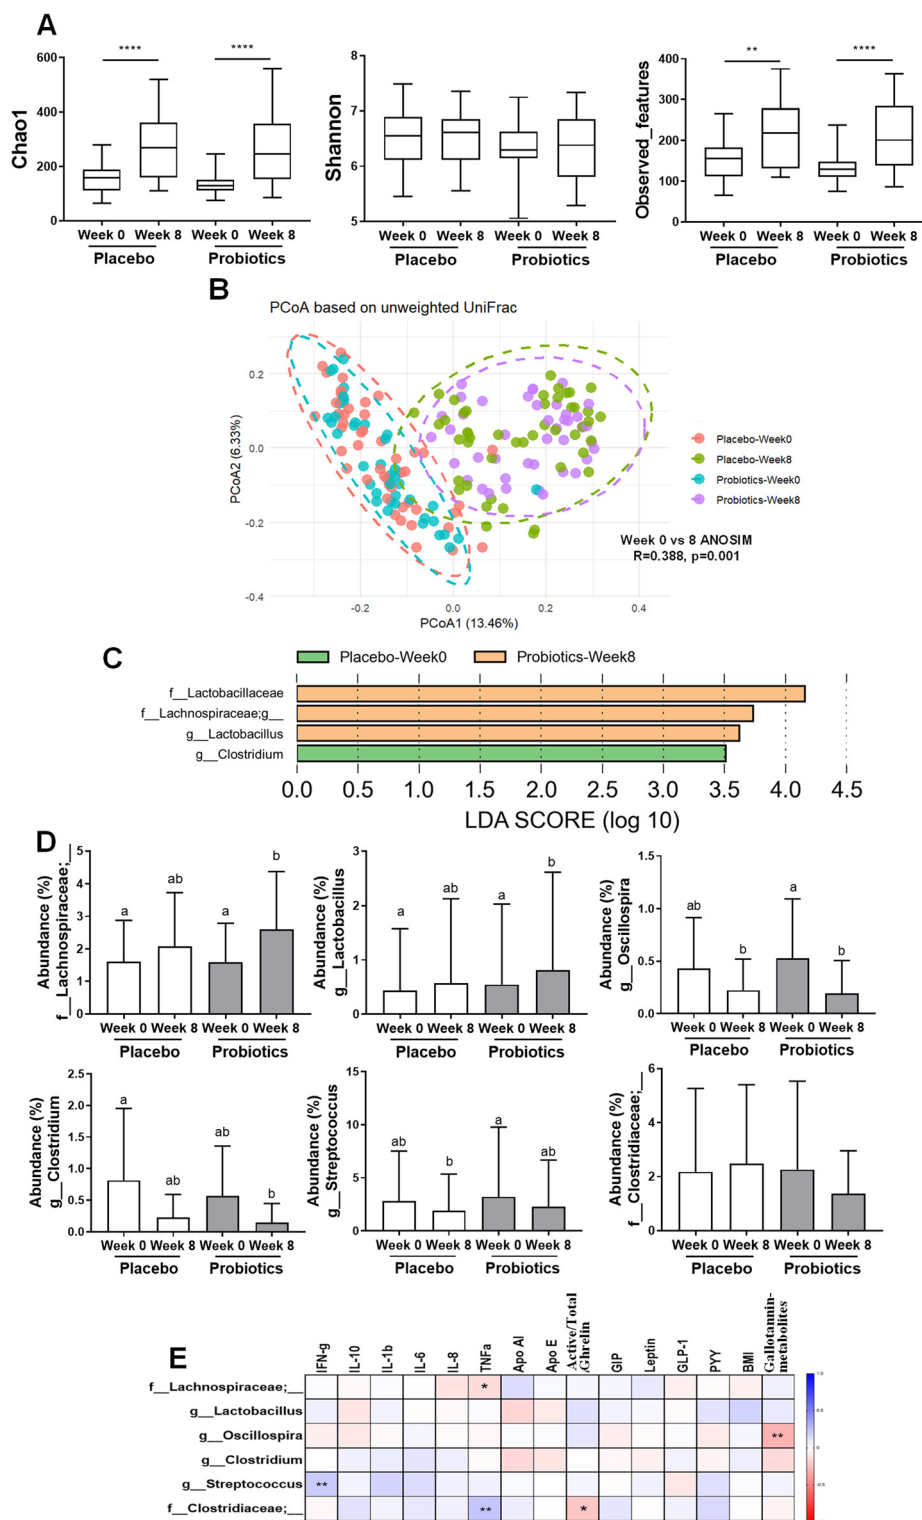 A
****
****
600
400
200
0
Chao1
Week 0 Week 8 Week 0 Week 8
Placebo Probiotics
8
7
6
5
Shannon
Week 0 Week 8 Week 0 Week 8
Placebo Probiotics
**
****
400
300
200
100
0
Observed_features
Week 0 Week 8 Week 0 Week 8
Placebo Probiotics
B
PCoA based on unweighted UniFrac
0.2
0.0
-0.2
-0.4
PCoA2 (6.33%)
-0.2 0.0 0.2 0.4
PCoA1 (13.46%)
Placebo-Week0
Placebo-Week8
Probiotics-Week0
Probiotics-Week8
Week 0 vs 8 ANOSIM
R=0.388, p=0.001
C
Placebo-Week0 Probiotics-Week8
f__Lactobacillaceae
f__Lachnospiraceae;g__
g__Lactobacillus
g__Clostridium
0.0 0.5 1.0 1.5 2.0 2.5 3.0 3.5 4.0 4.5
LDA SCORE (log 10)
D
5
4
3
2
1
0
Abundance (%)
f__Lachnospiraceae;__
a ab a b
Week 0 Week 8 Week 0 Week 8
Placebo Probiotics
3
2
1
0
Abundance (%)
g__Lactobacillus
a ab a b
Week 0 Week 8 Week 0 Week 8
Placebo Probiotics
1.5
1.0
0.5
0.0
Abundance (%)
g__Oscillospira
ab b a b
Week 0 Week 8 Week 0 Week 8
Placebo Probiotics
2.5
2.0
1.5
1.0
0.5
0.0
Abundance (%)
g__Clostridium
a ab ab b
Week 0 Week 8 Week 0 Week 8
Placebo Probiotics
15
10
5
0
Abundance (%)
g__Streptococcus
ab b a ab
Week 0 Week 8 Week 0 Week 8
Placebo Probiotics
6
4
2
0
Abundance (%)
f__Clostridiaceae;__
Week 0 Week 8 Week 0 Week 8
Placebo Probiotics
E
IFN-g
IL-10
IL-1b
IL-6
IL-8
TNFa
Apo AI
Apo E
Active/Total
Ghrelin
GIP
Leptin
GLP-1
PYY
BMI
Gallotannin-
metabolites
f__Lachnospiraceae;__ *
g__Lactobacillus
g__Oscillospira **
g__Clostridium
g__Streptococcus **
f__Clostridiaceae;__ ** *
1.0
0.5
0
-0.5